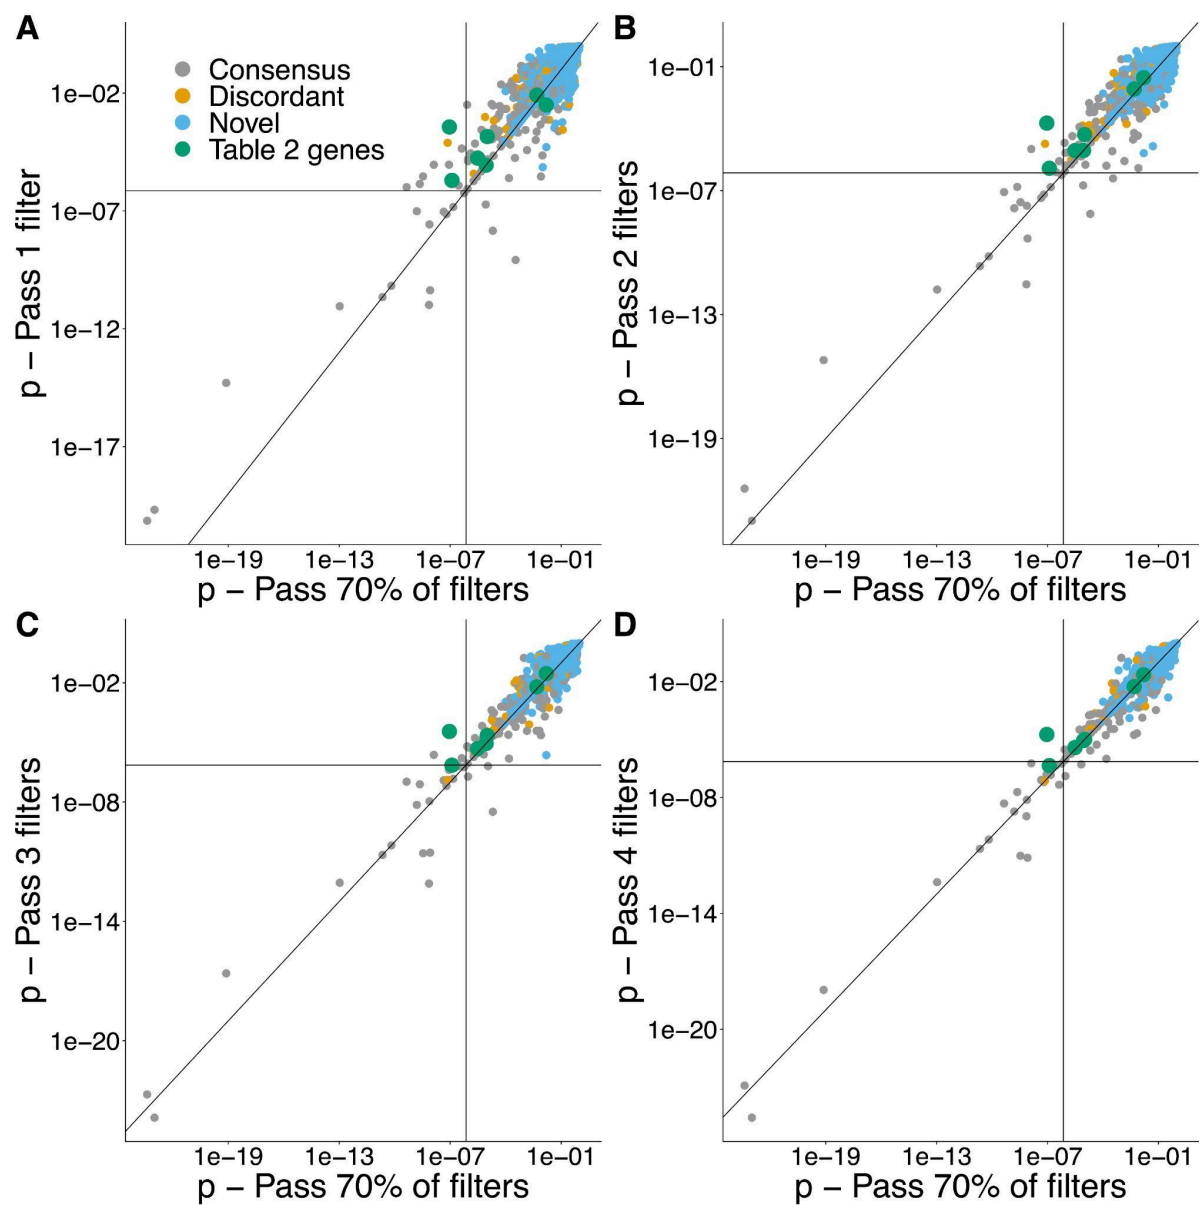 A
Consensus
Discordant
Novel
Table 2 genes
1e−02
1e−07
1e−12
1e−17
p − Pass 1 filter
1e−19 1e−13 1e−07 1e−01
p − Pass 70% of filters
B
1e−01
1e−07
1e−13
1e−19
p − Pass 2 filters
1e−19 1e−13 1e−07 1e−01
p − Pass 70% of filters
C
1e−02
1e−08
1e−14
1e−20
p − Pass 3 filters
1e−19 1e−13 1e−07 1e−01
p − Pass 70% of filters
D
1e−02
1e−08
1e−14
1e−20
p − Pass 4 filters
1e−19 1e−13 1e−07 1e−01
p − Pass 70% of filters